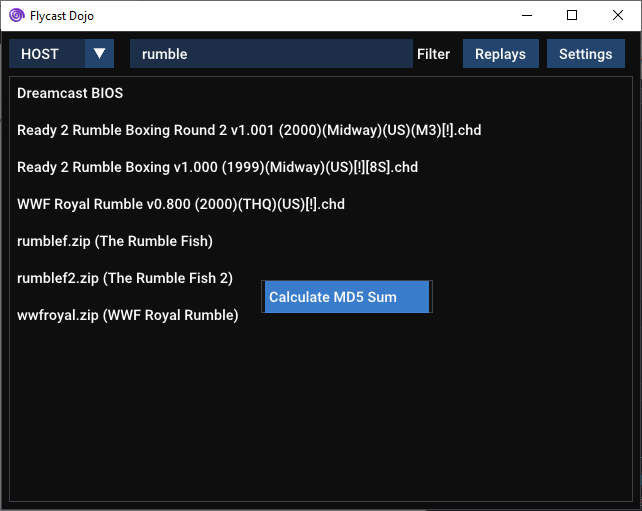 Flycast Dojo
HOST rumble Filter Replays Settings
Dreamcast BIOS
Ready 2 Rumble Boxing Round 2 v1.001 (2000)(Midway)(US)(M3)[!].chd
Ready 2 Rumble Boxing v1.000 (1999)(Midway)(US)[!][8S].chd
WWF Royal Rumble v0.800 (2000)(THQ)(US)[!].chd
rumblef.zip (The Rumble Fish)
rumblef2.zip (The Rumble Fish 2)
Calculate MD5 Sum
wwfroyal.zip (WWF Royal Rumble)